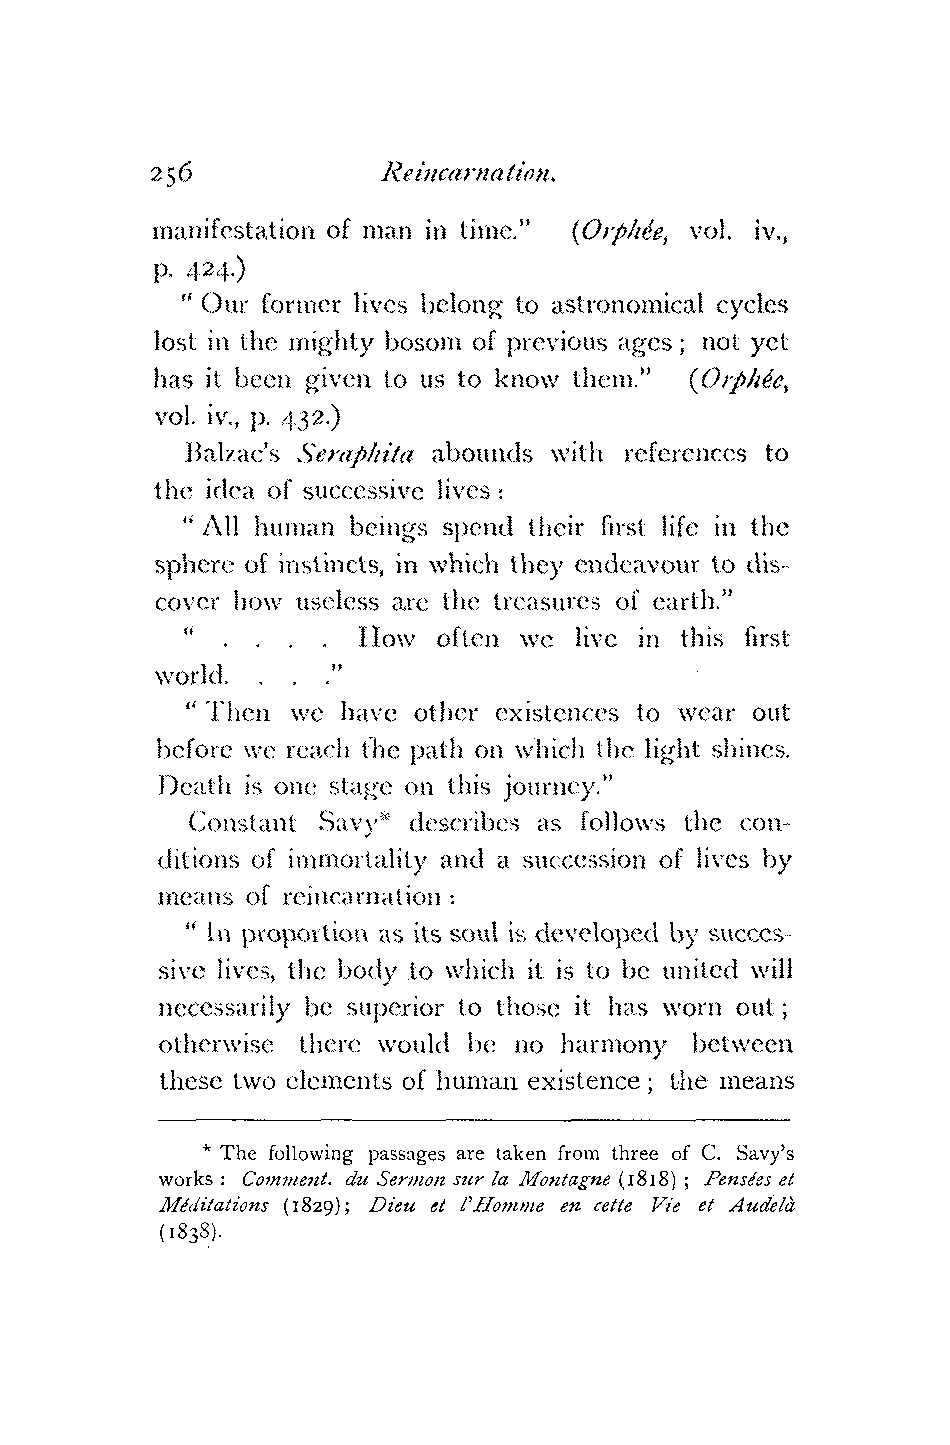 256 Reincarnation.
manifestation of man in time." (Orphée, vol. iv.,
p. 424.)
" Our former lives belong to astronomical cycles
lost in the mighty bosom of previous ages ; not yet
has it been given to us to know them." (Orphée,
vol. iv., p. 432.)
Balzac's Seraphita abounds with references to
the idea of successive lives :
" All human beings spend their first life in the
sphere of instincts, in which they endeavour to dis-
cover how useless are the treasures of earth."
" . . . . How often we live in this first
world. . . ."
" Then we have other existences to wear out
before we reach the path on which the light shines.
Death is one stage on this journey."
Constant Savy* describes as follows the con-
ditions of immortality and a succession of lives by
means of reincarnation :
" In proportion as its soul is developed by succes-
sive lives, the body to which it is to be united will
necessarily be superior to those it has worn out ;
otherwise there would be no harmony between
these two elements of human existence ; the means
* The following passages are taken from three of C. Savy's
works : Comment. du Sermon sur la Montagne (1818) ; Pensées et
Méditations (1829); Dieu et l'Homme en cette Vie et Audelà
(1838).